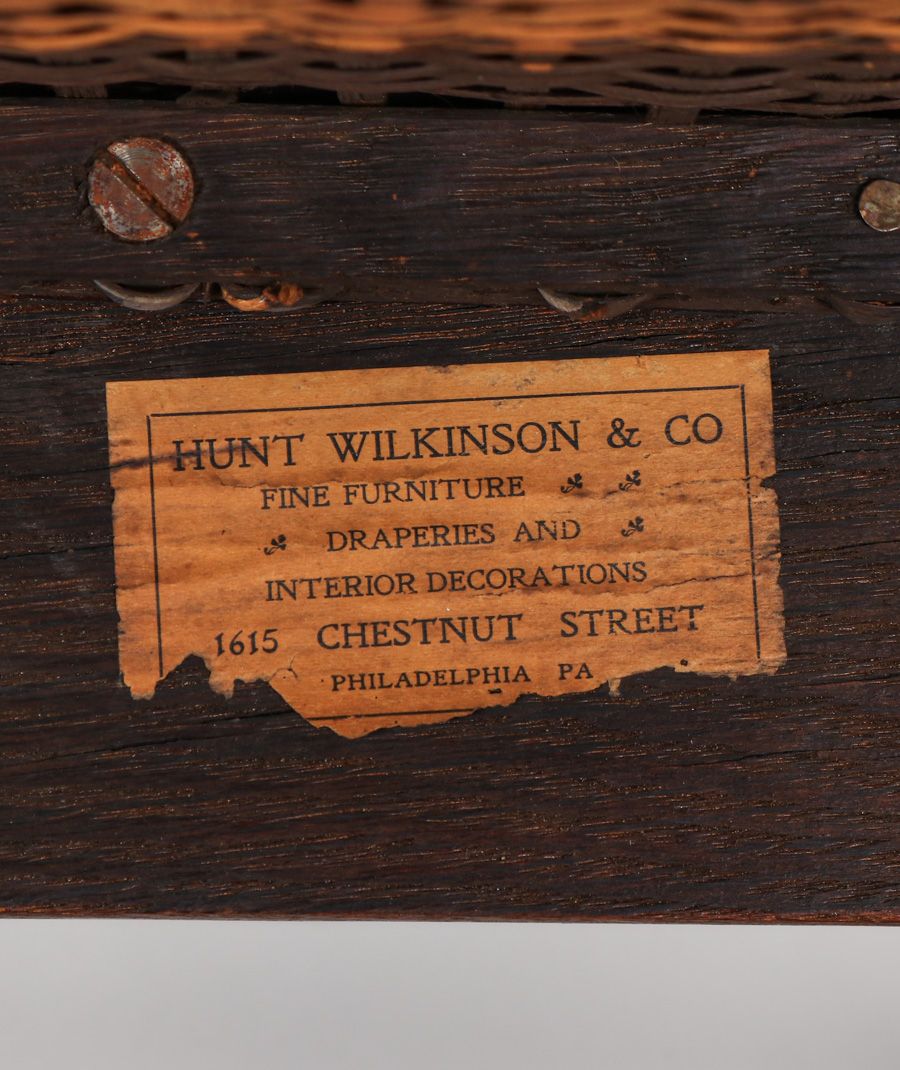 HUNT WILKINSON & CO
FINE FURNITURE
DRAPERIES AND
INTERIOR DECORATIONS
1615 CHESTNUT STREET
PHILADELPHIA PA